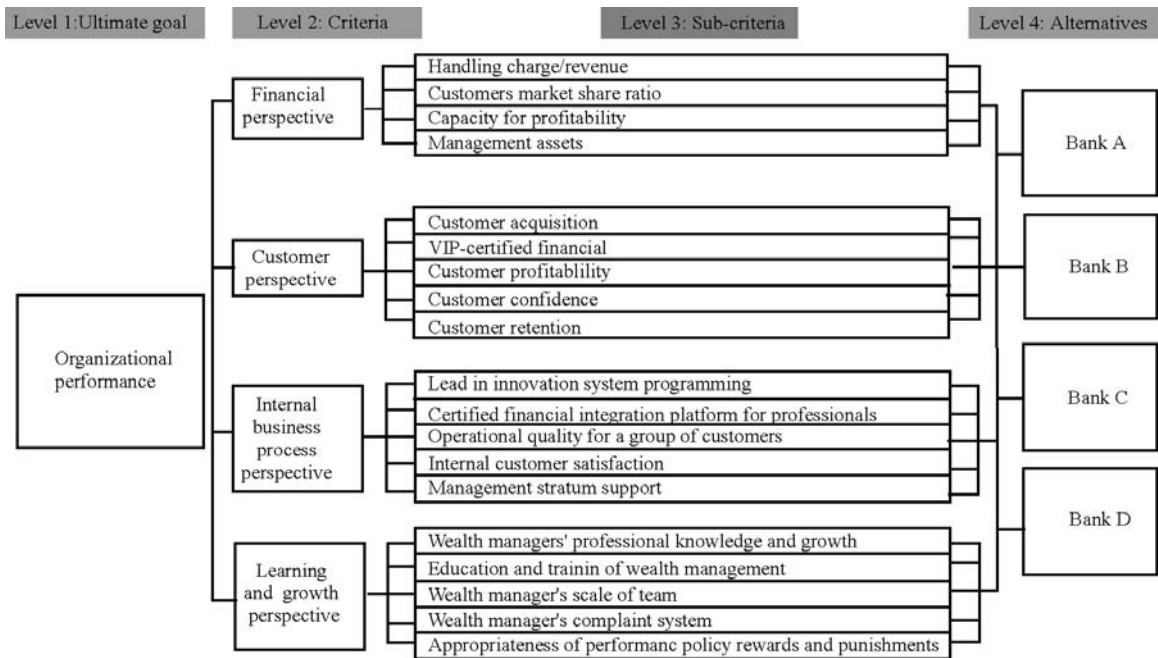 Level 1:Ultimate goal
Level 2: Criteria
Level 3: Sub-criteria
Level 4: Alternatives
Organizational
performance
Financial
perspective
Handling charge/revenue
Customers market share ratio
Capacity for profitability
Management assets
Customer
perspective
Customer acquisition
VIP-certified financial
Customer profitablility
Customer confidence
Customer retention
Internal
business
process
perspective
Lead in innovation system programming
Certified financial integration platform for professionals
Operational quality for a group of customers
Internal customer satisfaction
Management stratum support
Learning
and growth
perspective
Wealth managers' professional knowledge and growth
Education and trainin of wealth management
Wealth manager's scale of team
Wealth manager's complaint system
Appropriateness of performanc policy rewards and punishments
Bank A
Bank B
Bank C
Bank D